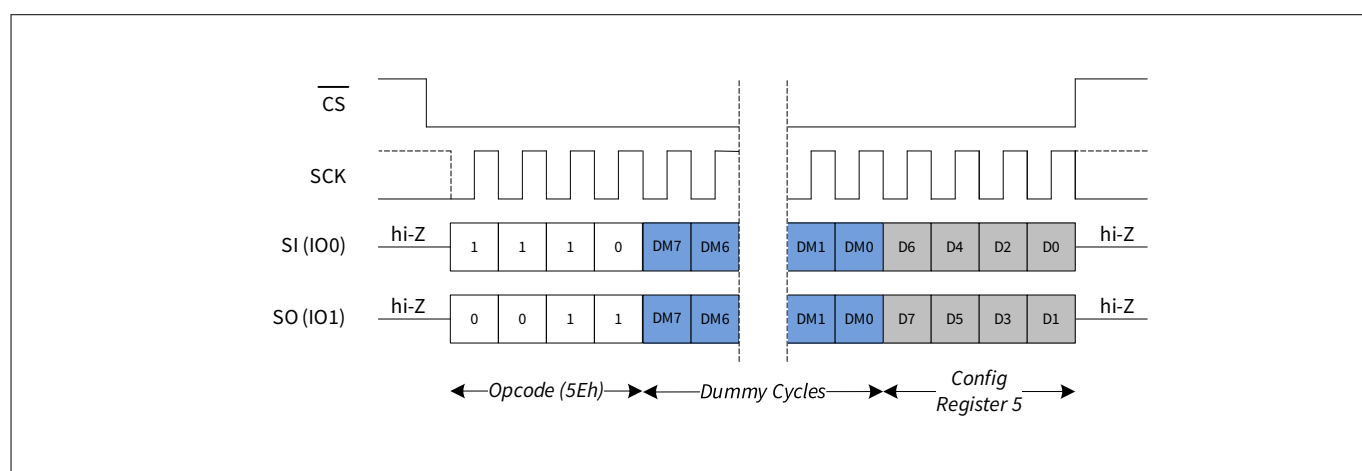 CS
SCK
SI (IO0) hi-Z 1 1 1 0 DM7 DM6 DM1 DM0 D6 D4 D2 D0 hi-Z
SO (IO1) hi-Z 0 0 1 1 DM7 DM6 DM1 DM0 D7 D5 D3 D1 hi-Z
Opcode (5Eh) Dummy Cycles Config
Register 5